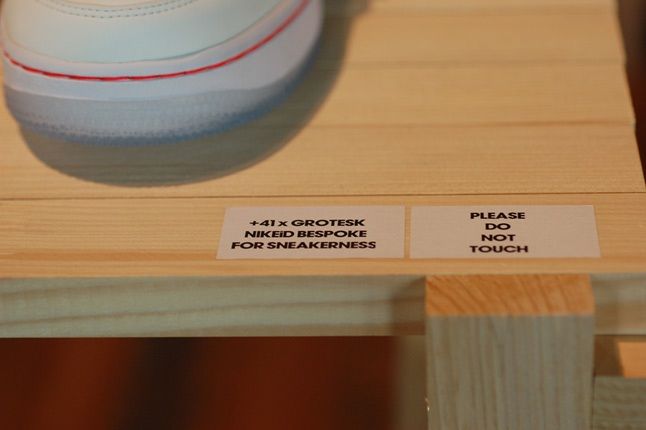 +41 x GROTESK
NIKEiD BESPOKE
FOR SNEAKERNESS
PLEASE
DO
NOT
TOUCH